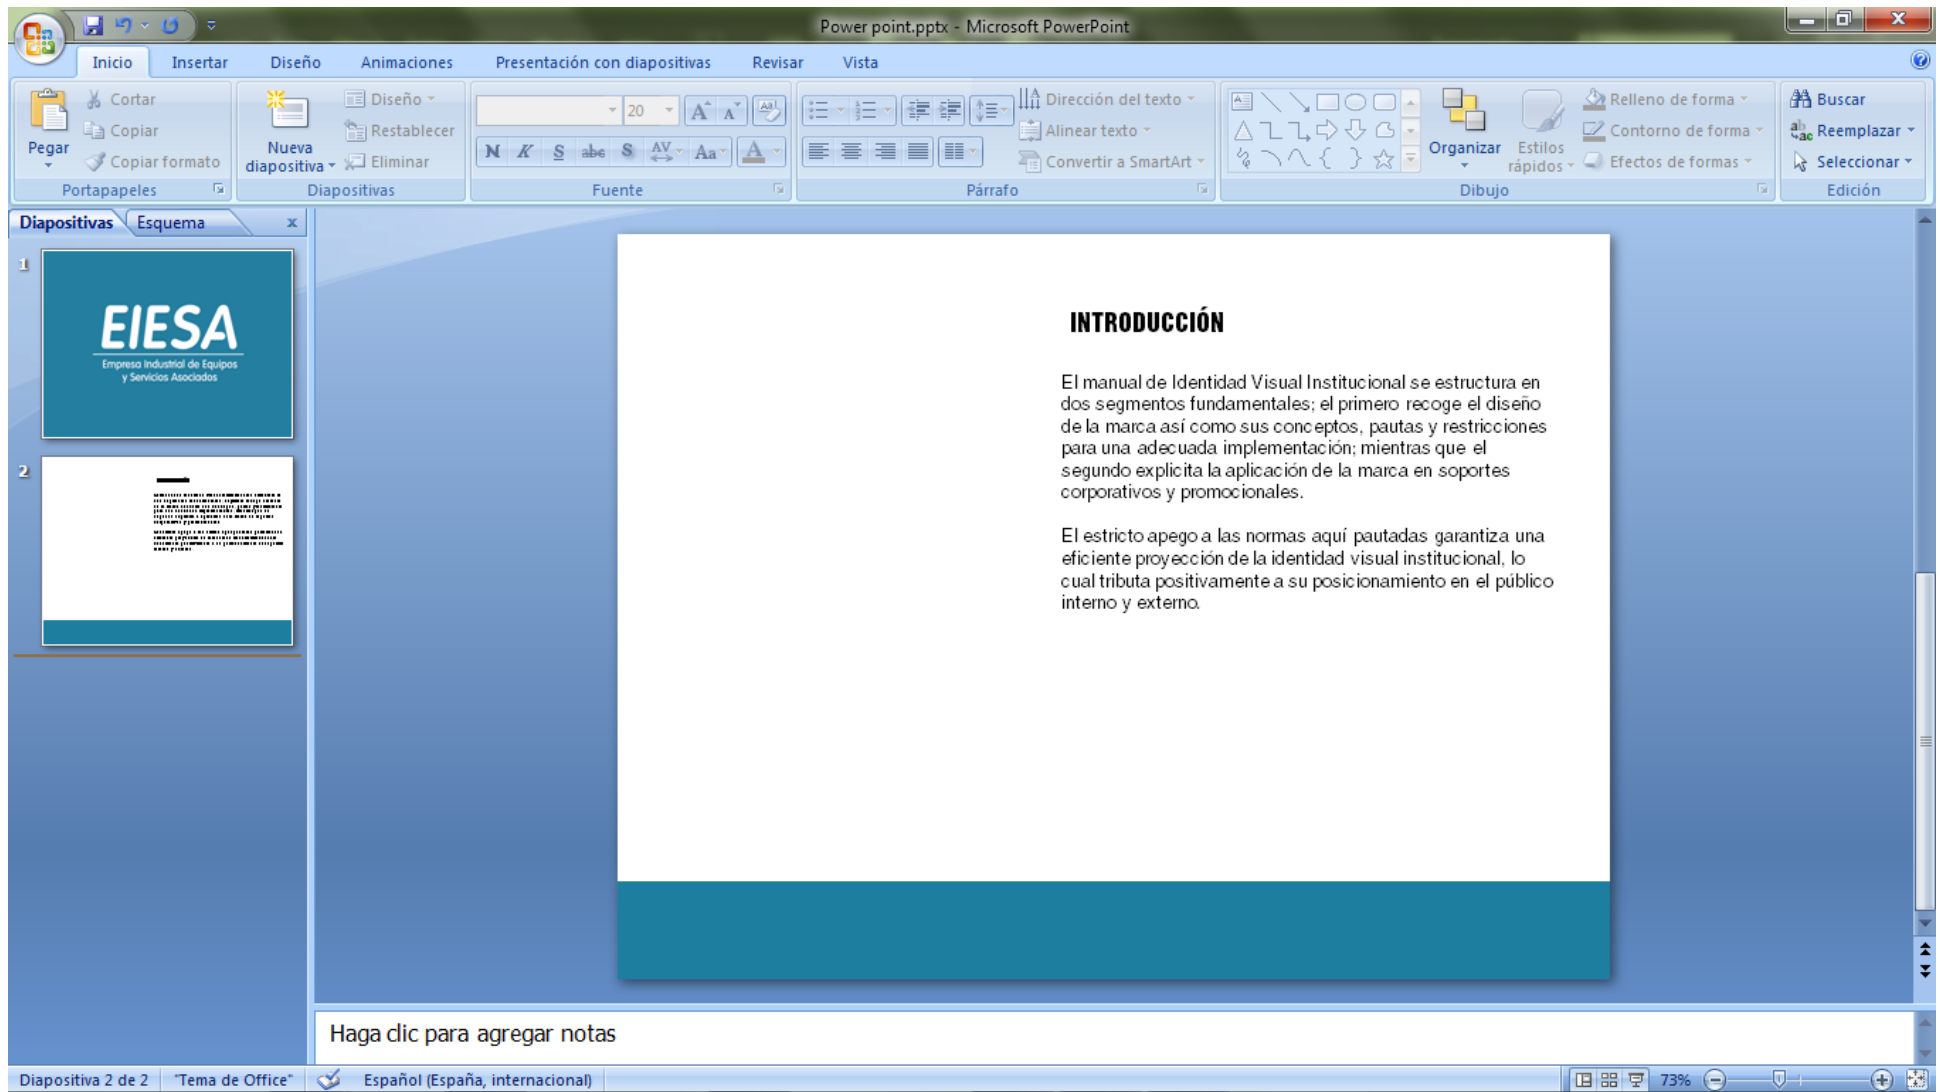 Power point.pptx - Microsoft PowerPoint
Inicio Insertar Diseño Animaciones Presentación con diapositivas Revisar Vista
Pegar
Cortar
Copiar
Copiar formato
Portapapeles
Nueva
diapositiva
Diseño
Restablecer
Eliminar
Diapositivas
20
N K S abc S AV Aa A
Fuente
Dirección del texto
Alinear texto
Convertir a SmartArt
Párrafo
Organizar
Estilos
rápidos
Relleno de forma
Contorno de forma
Efectos de formas
Dibujo
Buscar
Reemplazar
Seleccionar
Edición
Diapositivas Esquema x
1
EIESA
Empresa Industrial de Equipos
y Servicios Asociados
2
INTRODUCCIÓN
El manual de Identidad Visual Institucional se estructura en
dos segmentos fundamentales; el primero recoge el diseño
de la marca así como sus conceptos, pautas y restricciones
para una adecuada implementación; mientras que el
segundo explicita la aplicación de la marca en soportes
corporativos y promocionales.
El estricto apego a las normas aquí pautadas garantiza una
eficiente proyección de la identidad visual institucional, lo
cual tributa positivamente a su posicionamiento en el público
interno y externo.
Haga clic para agregar notas
Diapositiva 2 de 2 "Tema de Office" Español (España, internacional) 73%